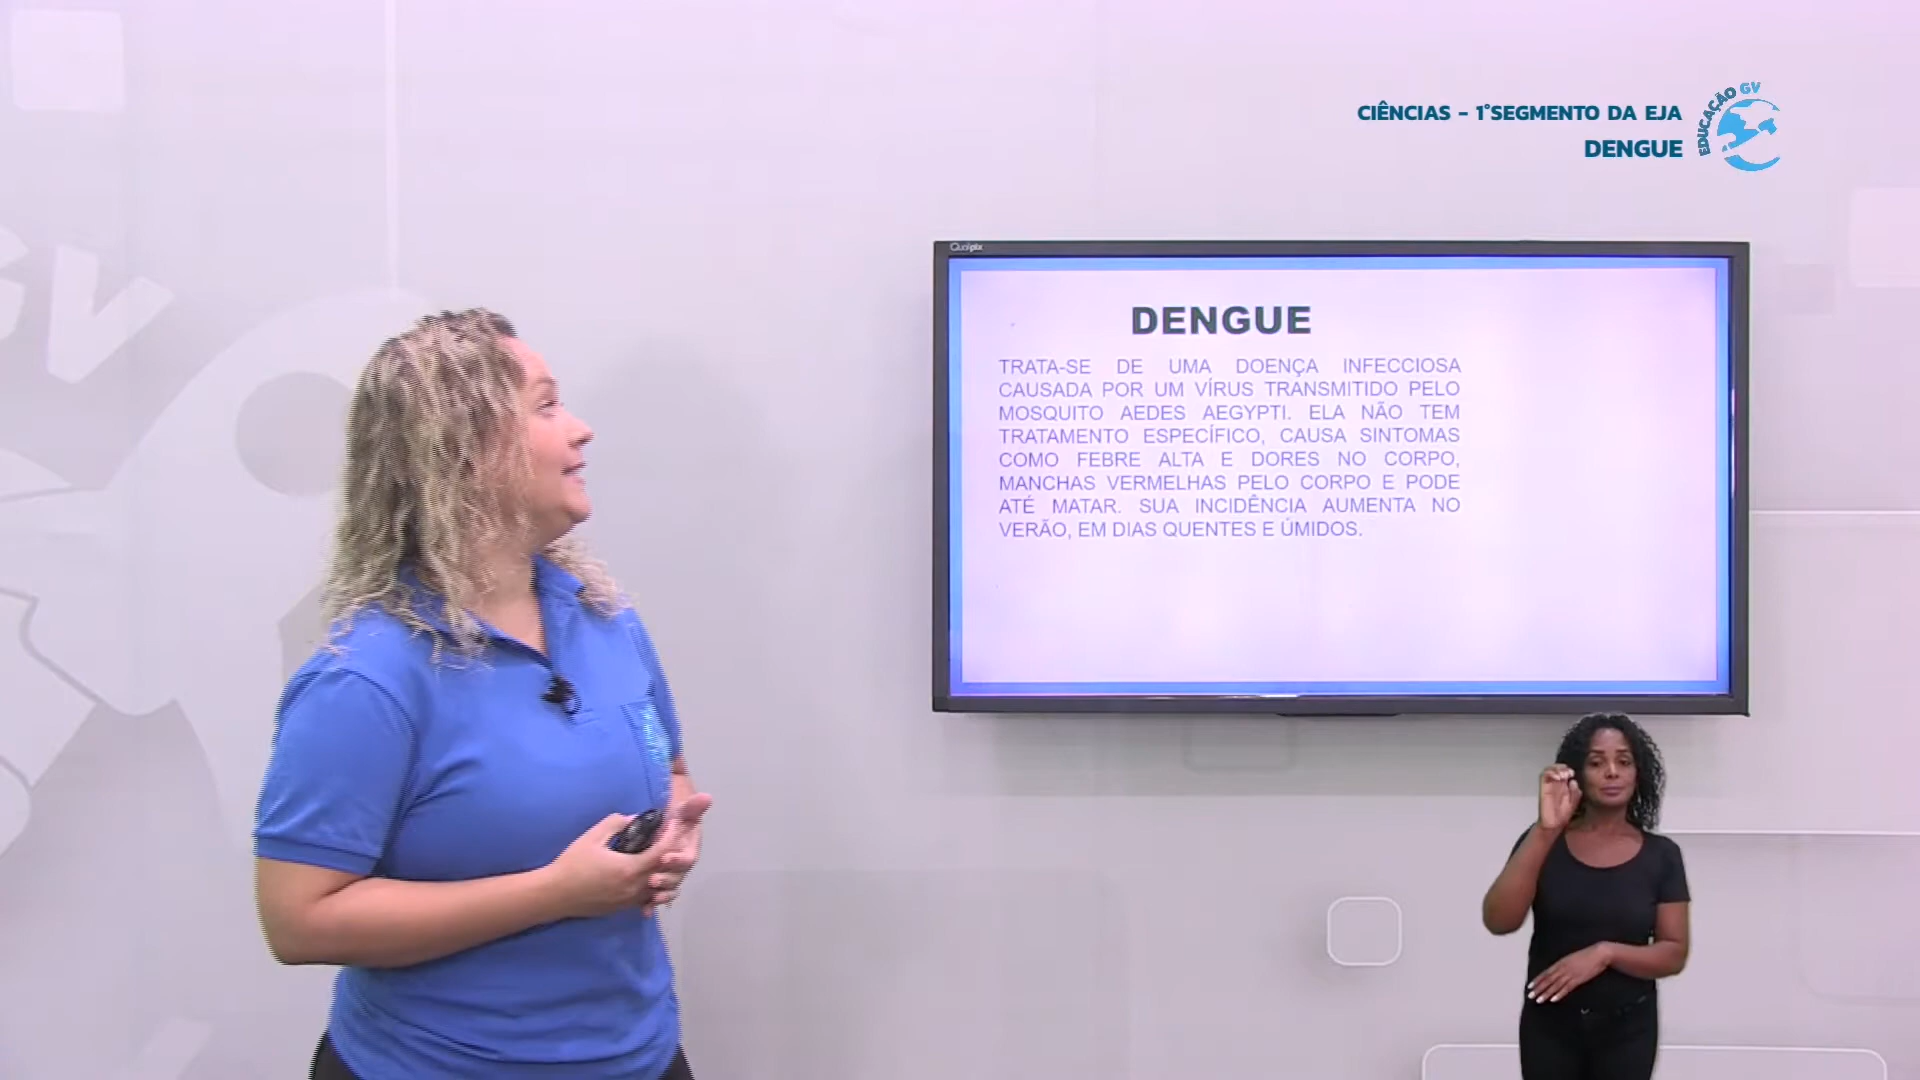 CIÊNCIAS - 1°SEGMENTO DA EJA
DENGUE
EDUCAÇÃO GV
Qualpix
DENGUE
TRATA-SE DE UMA DOENÇA INFECCIOSA
CAUSADA POR UM VÍRUS TRANSMITIDO PELO
MOSQUITO AEDES AEGYPTI. ELA NÃO TEM
TRATAMENTO ESPECÍFICO, CAUSA SINTOMAS
COMO FEBRE ALTA E DORES NO CORPO,
MANCHAS VERMELHAS PELO CORPO E PODE
ATÉ MATAR. SUA INCIDÊNCIA AUMENTA NO
VERÃO, EM DIAS QUENTES E ÚMIDOS.
GV